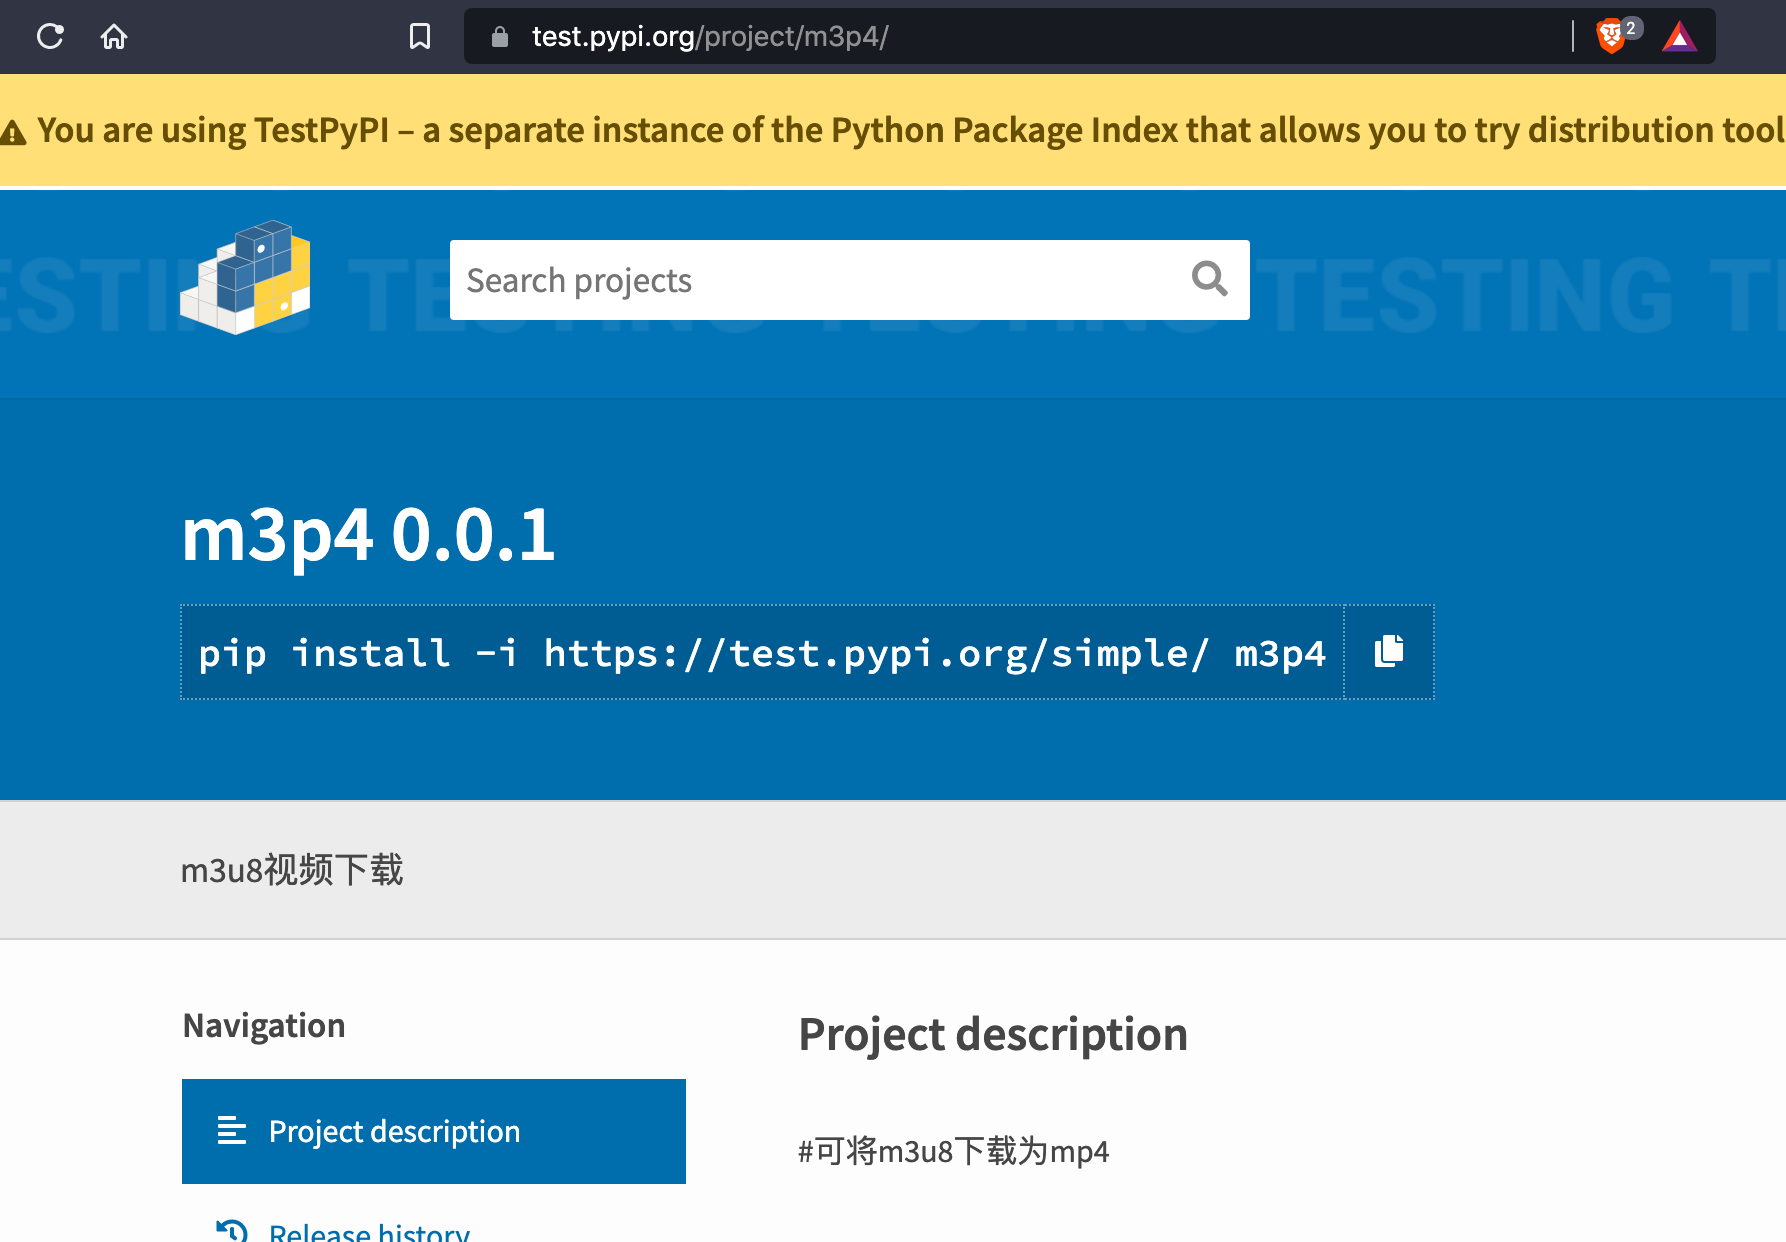 test.pypi.org/project/m3p4/
2
You are using TestPyPI – a separate instance of the Python Package Index that allows you to try distribution tool
TESTING TESTING TESTING
Search projects
m3p4 0.0.1
pip install -i https://test.pypi.org/simple/ m3p4
m3u8视频下载
Navigation
Project description
Project description
#可将m3u8下载为mp4
Release history